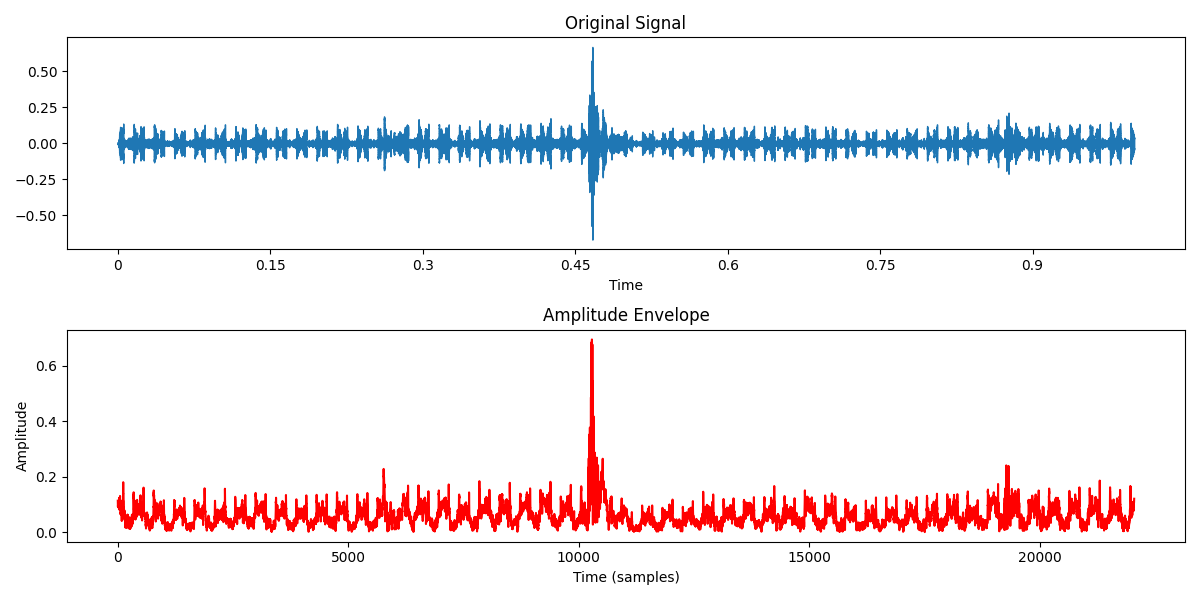 Original Signal
0.50
0.25
0.00
−0.25
−0.50
0 0.15 0.3 0.45 0.6 0.75 0.9
Time
Amplitude Envelope
Amplitude
0.6
0.4
0.2
0.0
0 5000 10000 15000 20000
Time (samples)